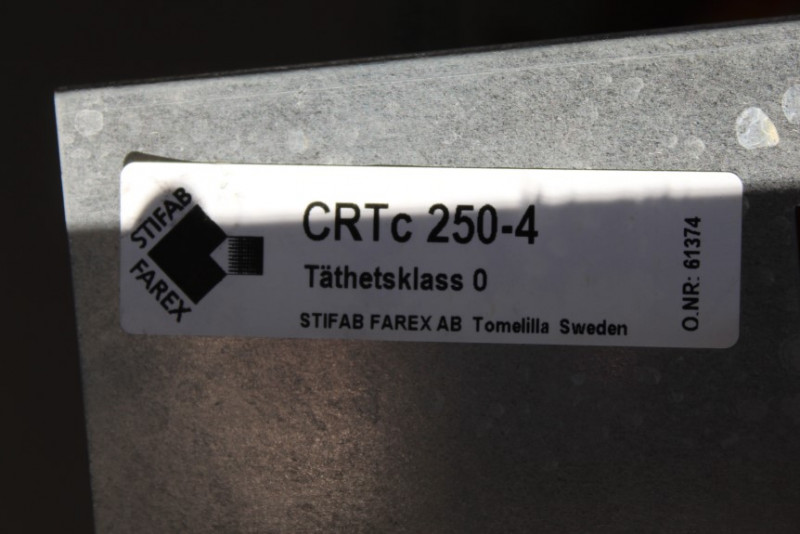 STIFAB
FAREX
CRTc 250-4
Täthetsklass 0
STIFAB FAREX AB Tomelilla Sweden
O.NR: 61374